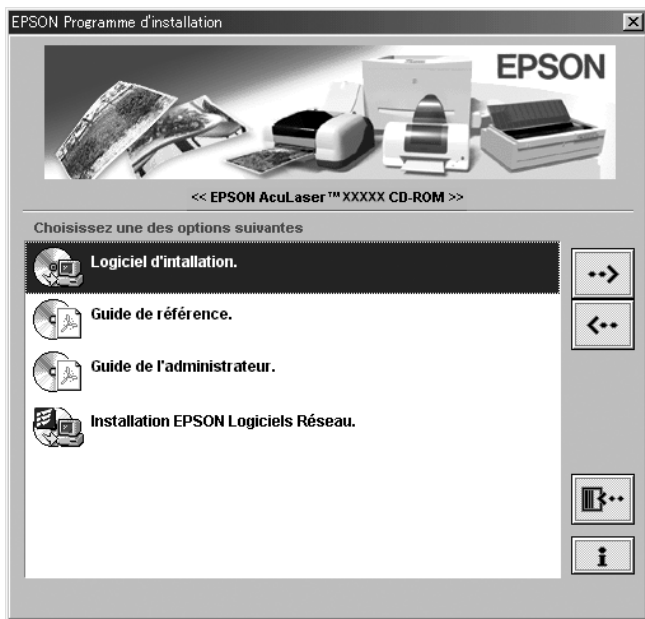 EPSON Programme d'installation
EPSON
<< EPSON AcuLaser™XXXXX CD-ROM >>
Choisissez une des options suivantes
Logiciel d'intallation.
Guide de référence.
Guide de l'administrateur.
Installation EPSON Logiciels Réseau.